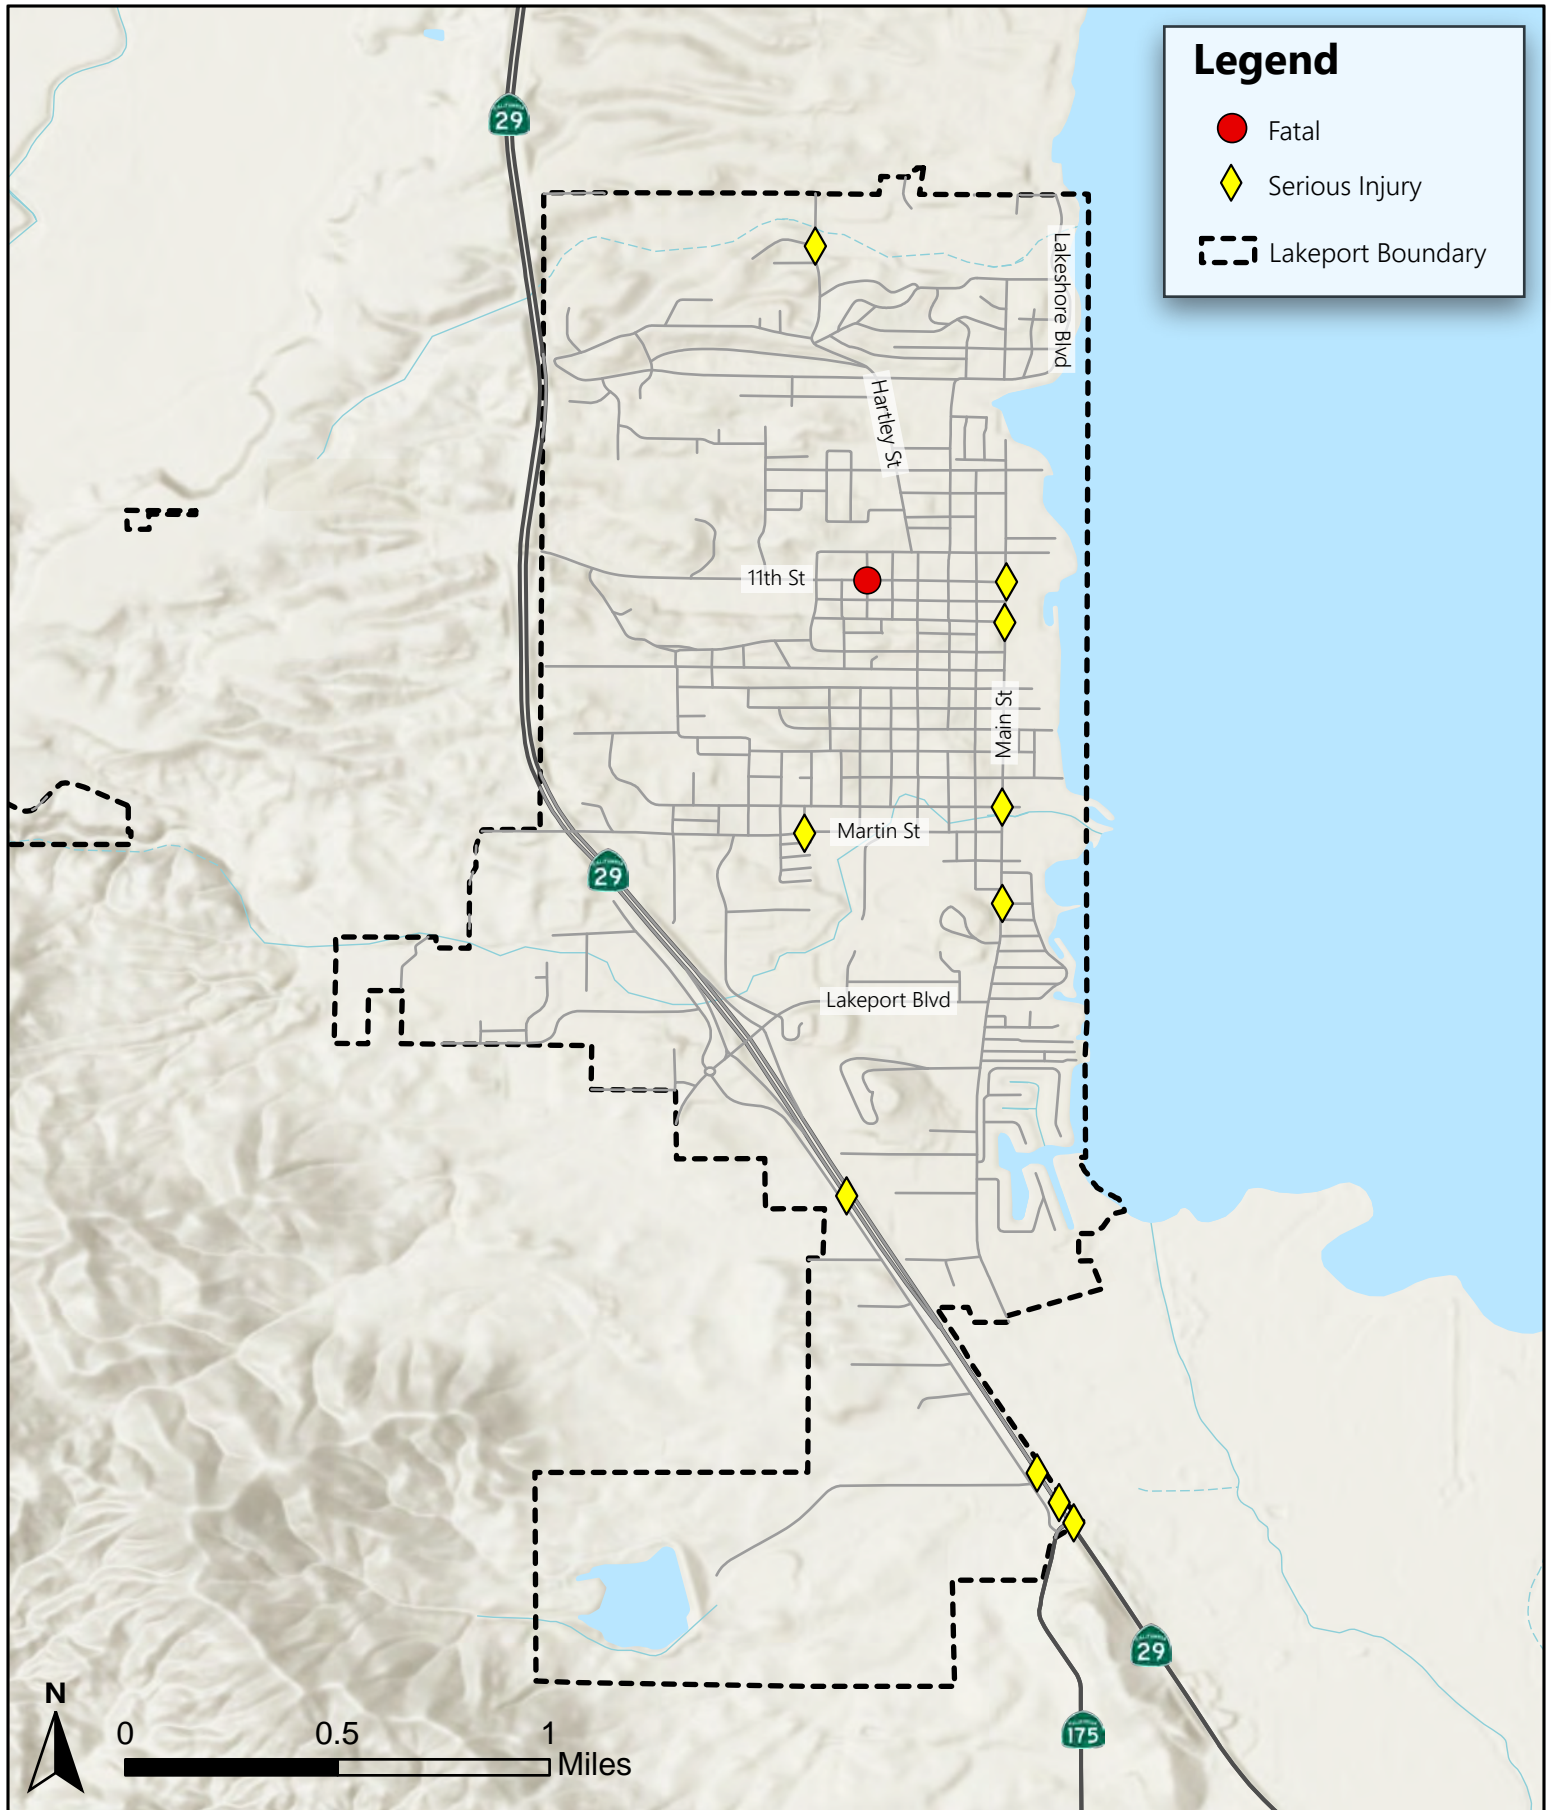 Legend
Fatal
Serious Injury
Lakeport Boundary
29
Lakeshore Blvd
Hartley St
11th St
Main St
Martin St
29
Lakeport Blvd
29
175
N
0 0.5 1
Miles